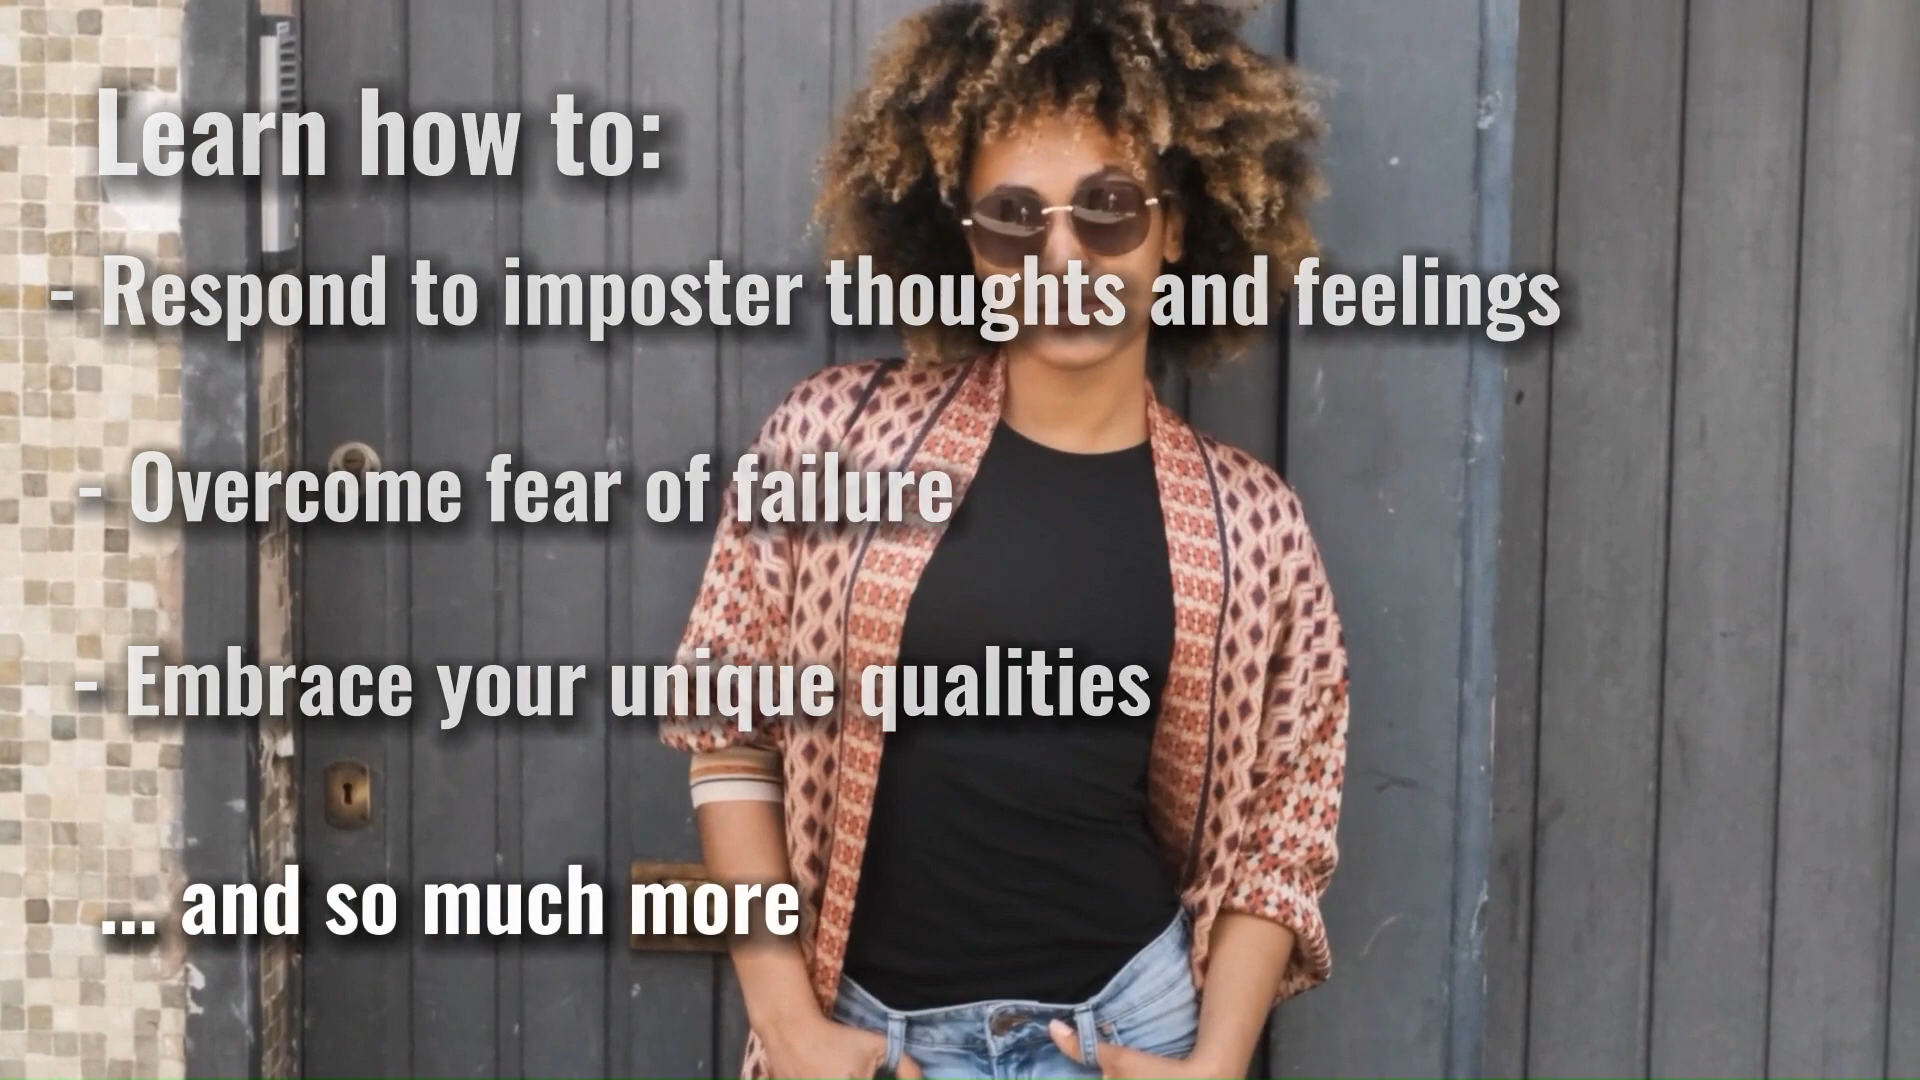 Learn how to:
- Respond to imposter thoughts and feelings
- Overcome fear of failure
- Embrace your unique qualities
... and so much more